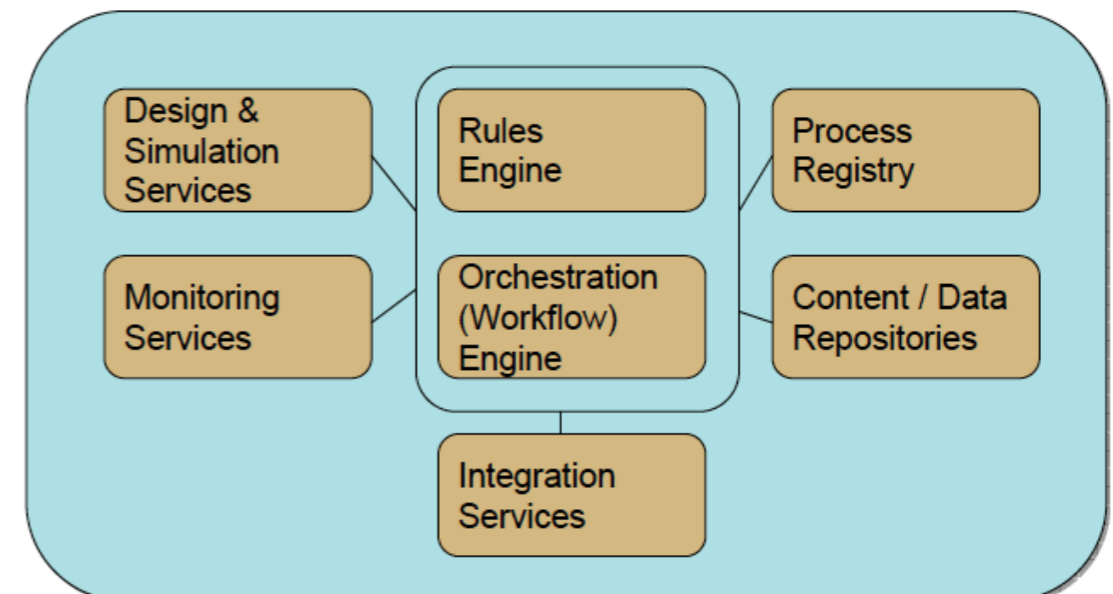 Design &
Simulation
Services
Rules
Engine
Process
Registry
Monitoring
Services
Orchestration
(Workflow)
Engine
Content / Data
Repositories
Integration
Services